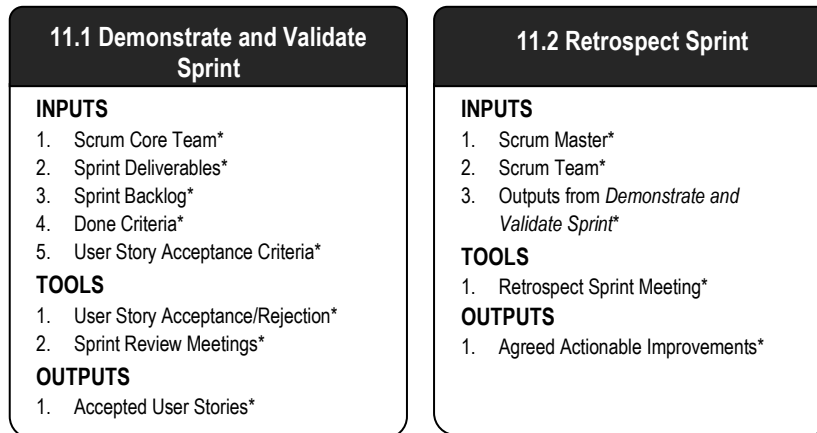 11.1 Demonstrate and Validate
Sprint
INPUTS
1. Scrum Core Team*
2. Sprint Deliverables*
3. Sprint Backlog*
4. Done Criteria*
5. User Story Acceptance Criteria*
TOOLS
1. User Story Acceptance/Rejection*
2. Sprint Review Meetings*
OUTPUTS
1. Accepted User Stories*
11.2 Retrospect Sprint
INPUTS
1. Scrum Master*
2. Scrum Team*
3. Outputs from Demonstrate and
Validate Sprint*
TOOLS
1. Retrospect Sprint Meeting*
OUTPUTS
1. Agreed Actionable Improvements*